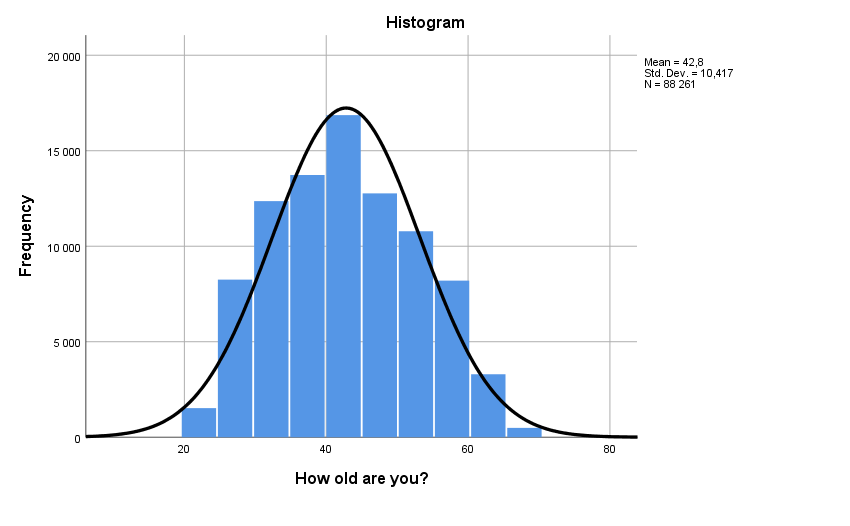 Histogram
Mean = 42,8
Std. Dev. = 10,417
N = 88 261
20 000
15 000
10 000
5 000
0
Frequency
20
40
60
80
How old are you?